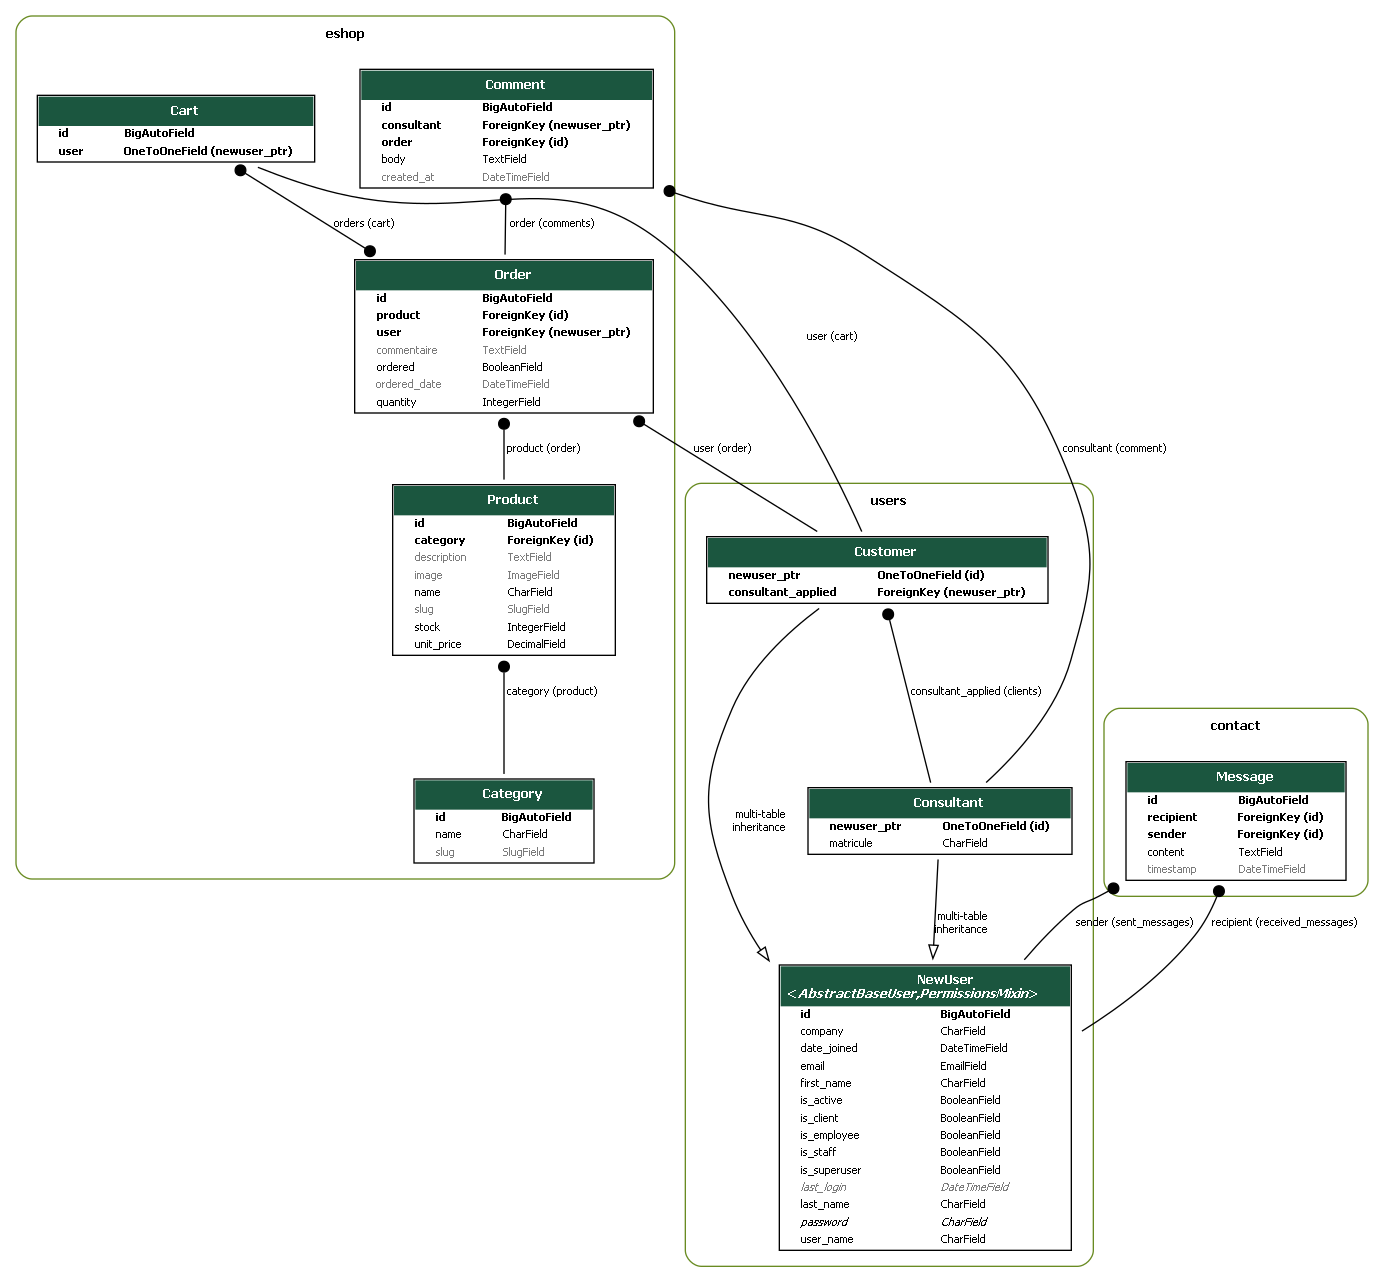 eshop
Cart
id BigAutoField
user OneToOneField (newuser_ptr)
Comment
id BigAutoField
consultant ForeignKey (newuser_ptr)
order ForeignKey (id)
body TextField
created_at DateTimeField
orders (cart)
order (comments)
Order
id BigAutoField
product ForeignKey (id)
user ForeignKey (newuser_ptr)
commentaire TextField
ordered BooleanField
ordered_date DateTimeField
quantity IntegerField
user (cart)
product (order)
user (order)
consultant (comment)
Product
id BigAutoField
category ForeignKey (id)
description TextField
image ImageField
name CharField
slug SlugField
stock IntegerField
unit_price DecimalField
category (product)
Category
id BigAutoField
name CharField
slug SlugField
users
Customer
newuser_ptr OneToOneField (id)
consultant_applied ForeignKey (newuser_ptr)
consultant_applied (clients)
multi-table
inheritance
Consultant
newuser_ptr OneToOneField (id)
matricule CharField
multi-table
inheritance
contact
Message
id BigAutoField
recipient ForeignKey (id)
sender ForeignKey (id)
content TextField
timestamp DateTimeField
sender (sent_messages)
recipient (received_messages)
NewUser
<AbstractBaseUser,PermissionsMixin>
id BigAutoField
company CharField
date_joined DateTimeField
email EmailField
first_name CharField
is_active BooleanField
is_client BooleanField
is_employee BooleanField
is_staff BooleanField
is_superuser BooleanField
last_login DateTimeField
last_name CharField
password CharField
user_name CharField